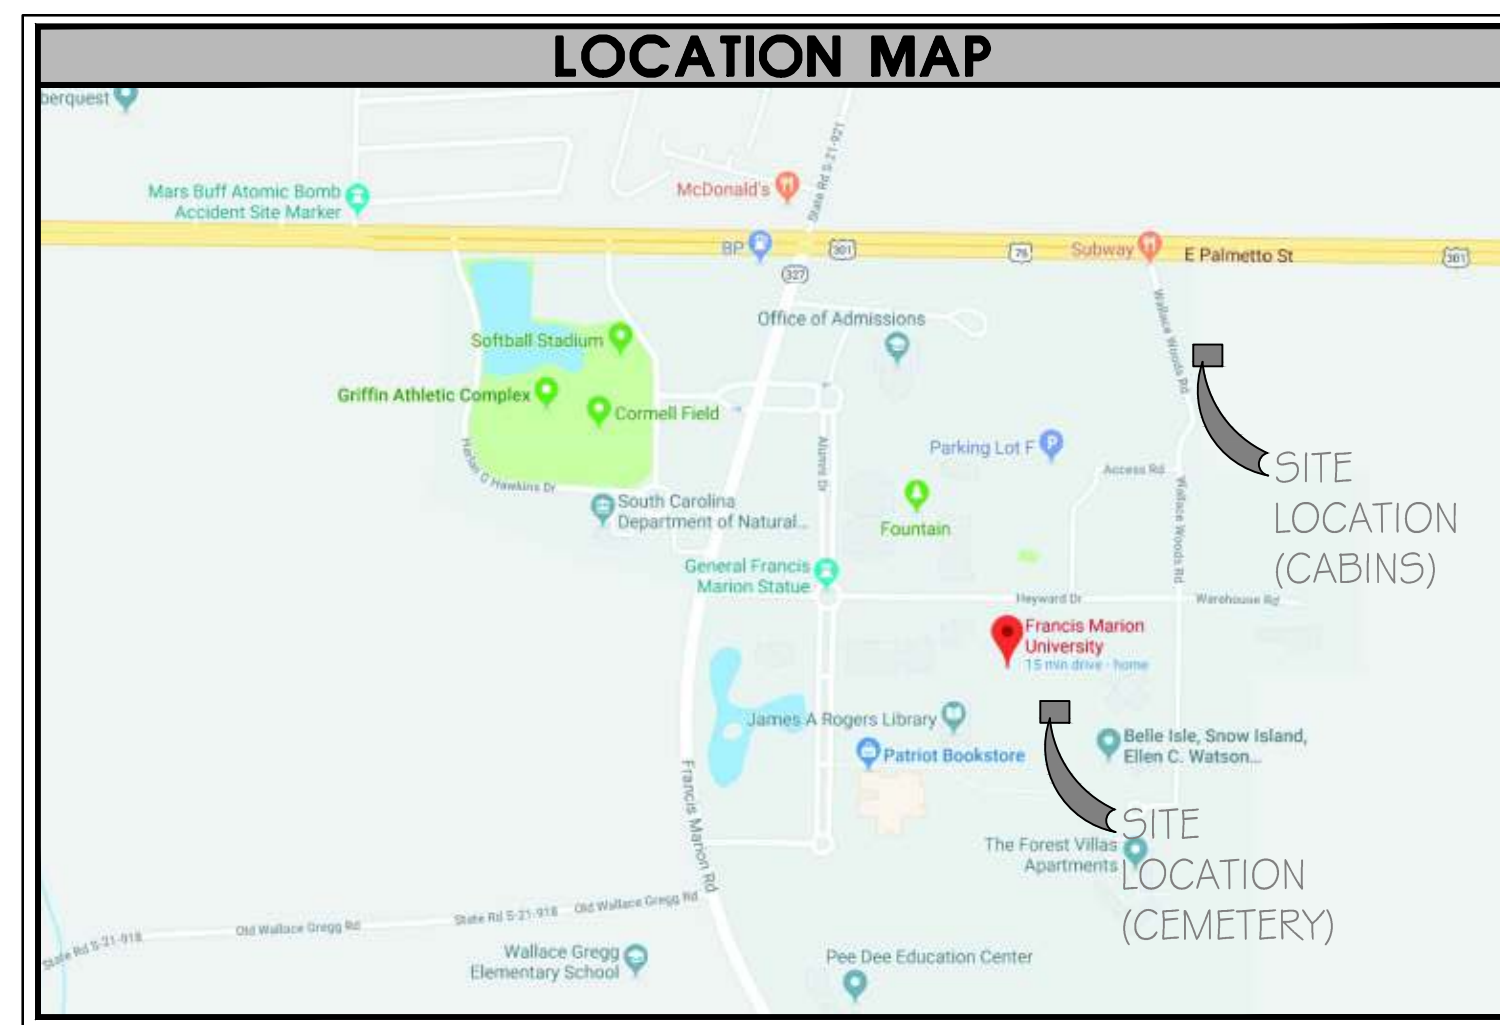 LOCATION MAP
berquest
Mars Buff Atomic Bomb
Accident Site Marker
McDonald's
State Rd S-21-921
BP
301
76
Subway
E Palmetto St
301
327
Office of Admissions
Wallace Woods Rd
Softball Stadium
Griffin Athletic Complex
Cormell Field
Alumni Dr
Parking Lot F
P
Access Rd
SITE
LOCATION
(CABINS)
Harlan C Hawkins Dr
South Carolina
Department of Natural...
Fountain
Wallace Woods Rd
General Francis
Marion Statue
Heyward Dr
Warehouse Rd
Francis Marion
University
15 min drive - home
James A Rogers Library
Patriot Bookstore
Belle Isle, Snow Island,
Ellen C. Watson...
Francis Marion Rd
SITE
LOCATION
(CEMETERY)
The Forest Villas
Apartments
State Rd S-21-918
Old Wallace Gregg Rd
State Rd S-21-918
Old Wallace Gregg Rd
Wallace Gregg
Elementary School
Pee Dee Education Center